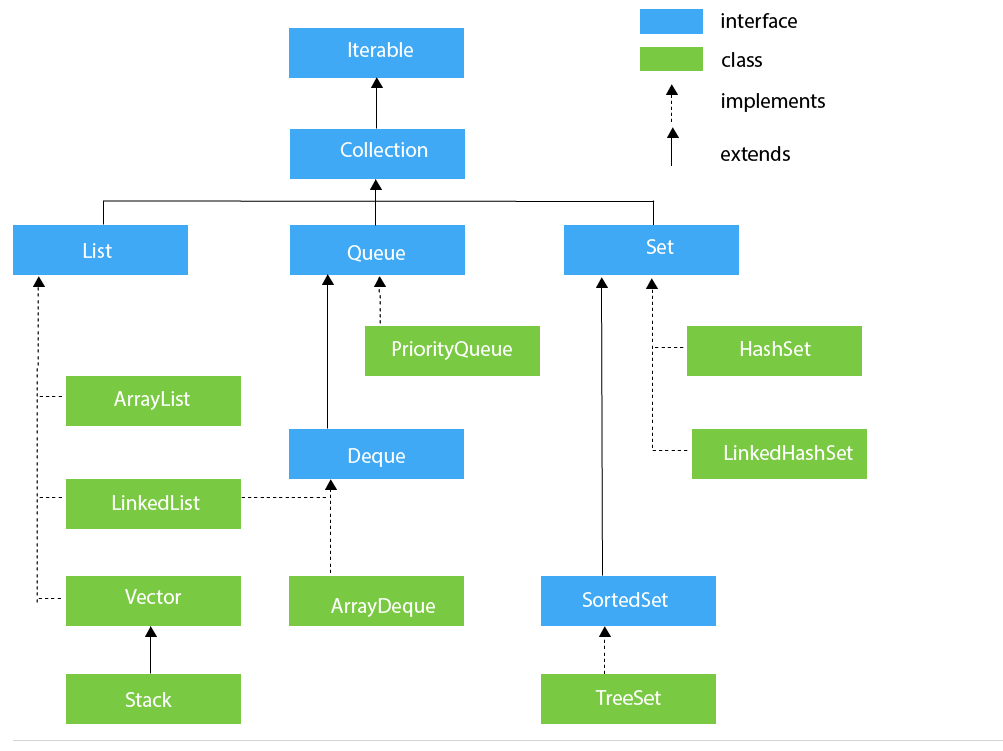 interface
Iterable
class
implements
Collection
extends
List
Queue
Set
PriorityQueue
HashSet
ArrayList
Deque
LinkedHashSet
LinkedList
Vector
ArrayDeque
SortedSet
Stack
TreeSet